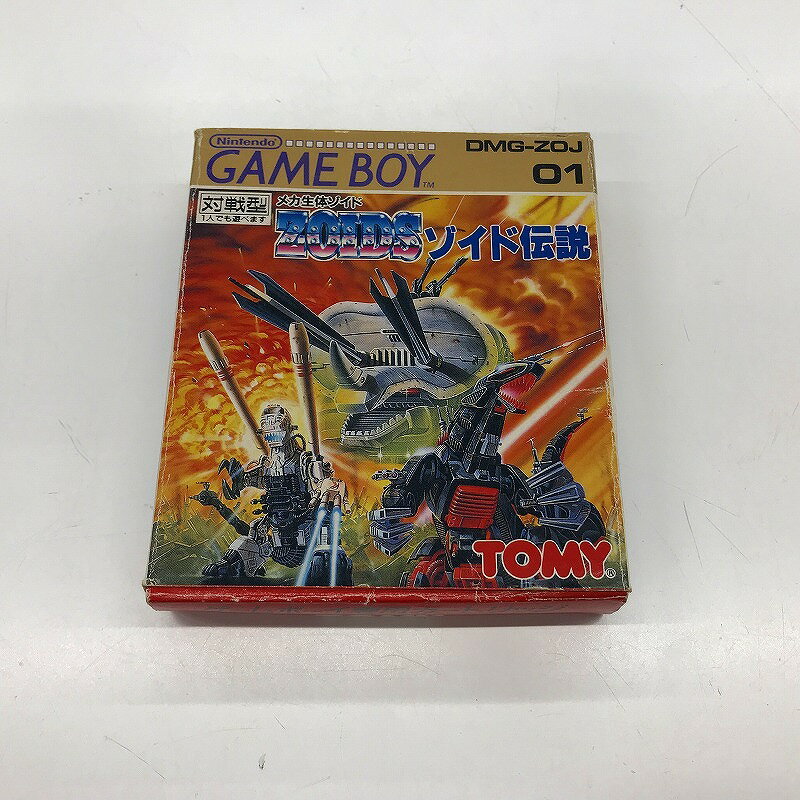 Nintendo
GAME BOY TM
DMG-ZOJ
01
対戦型
1人でも遊べます
メカ生体ゾイド
ZOIDS ゾイド伝説
TOMY ®